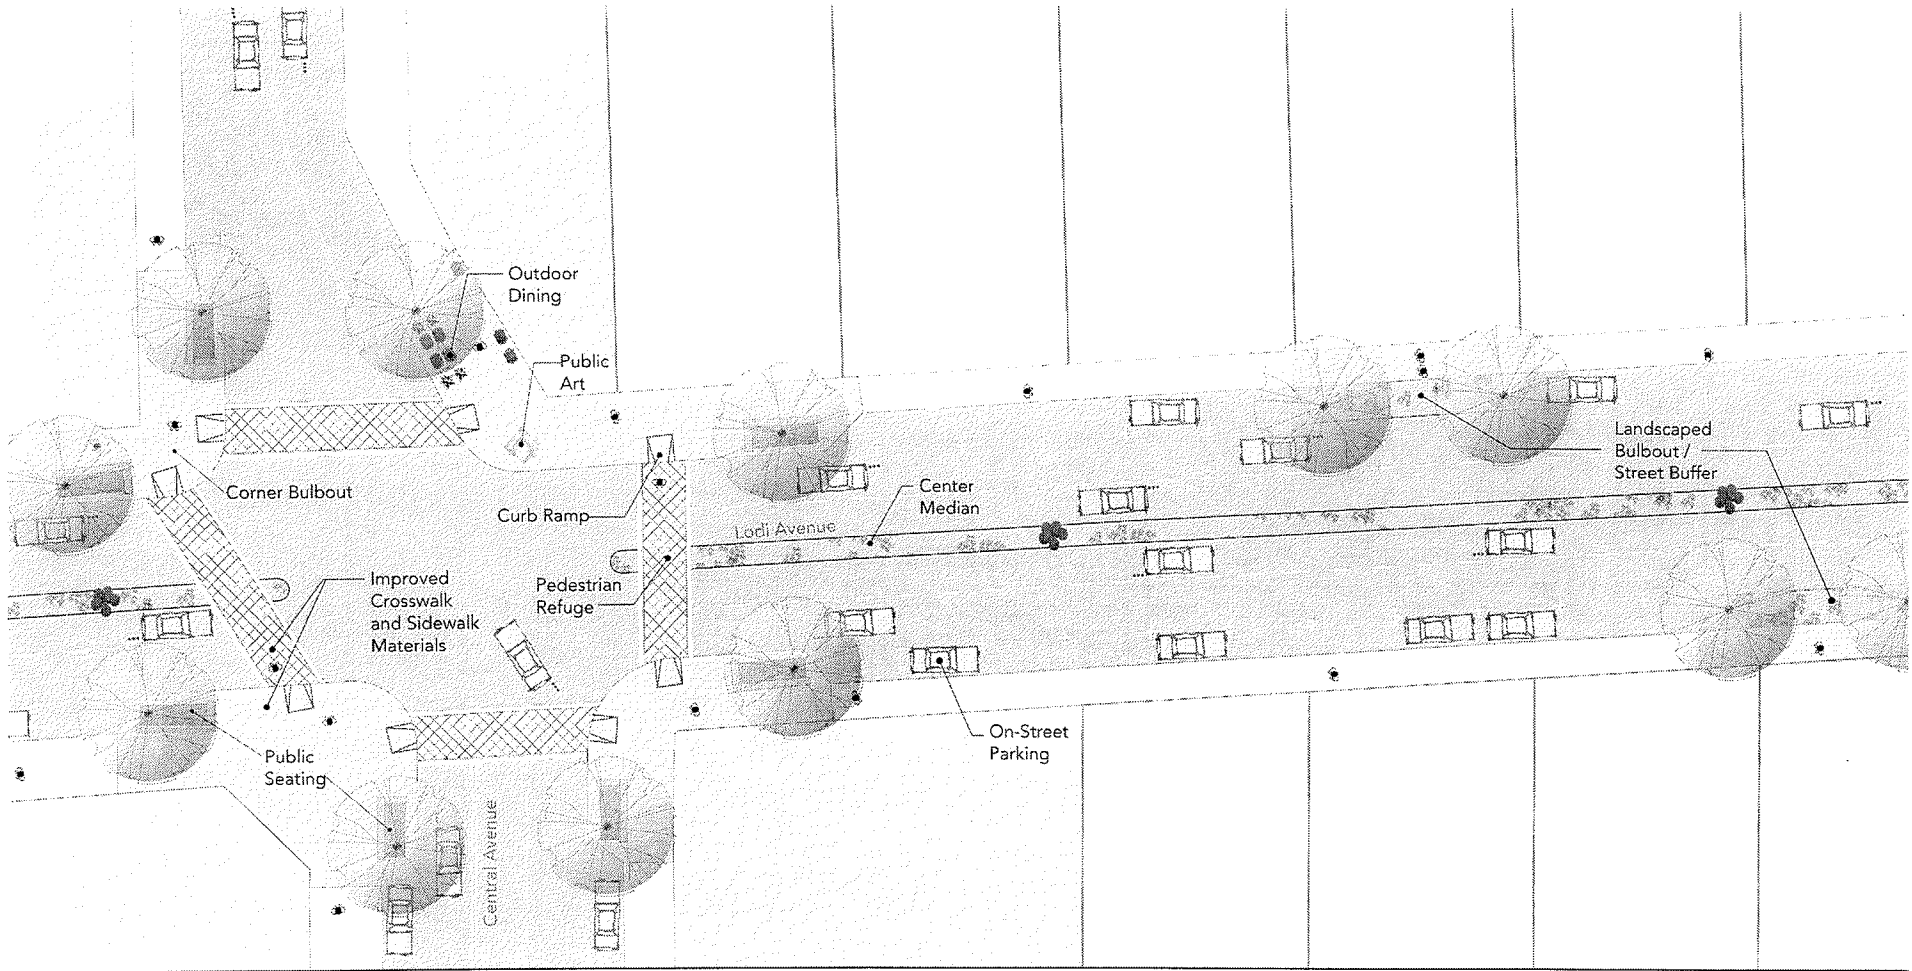 Outdoor
Dining
Public
Art
Landscaped
Bulbout /
Street Buffer
Corner Bulbout
Curb Ramp
Center
Median
Lodi Avenue
Improved
Crosswalk
and Sidewalk
Materials
Pedestrian
Refuge
On-Street
Parking
Public
Seating
Central Avenue